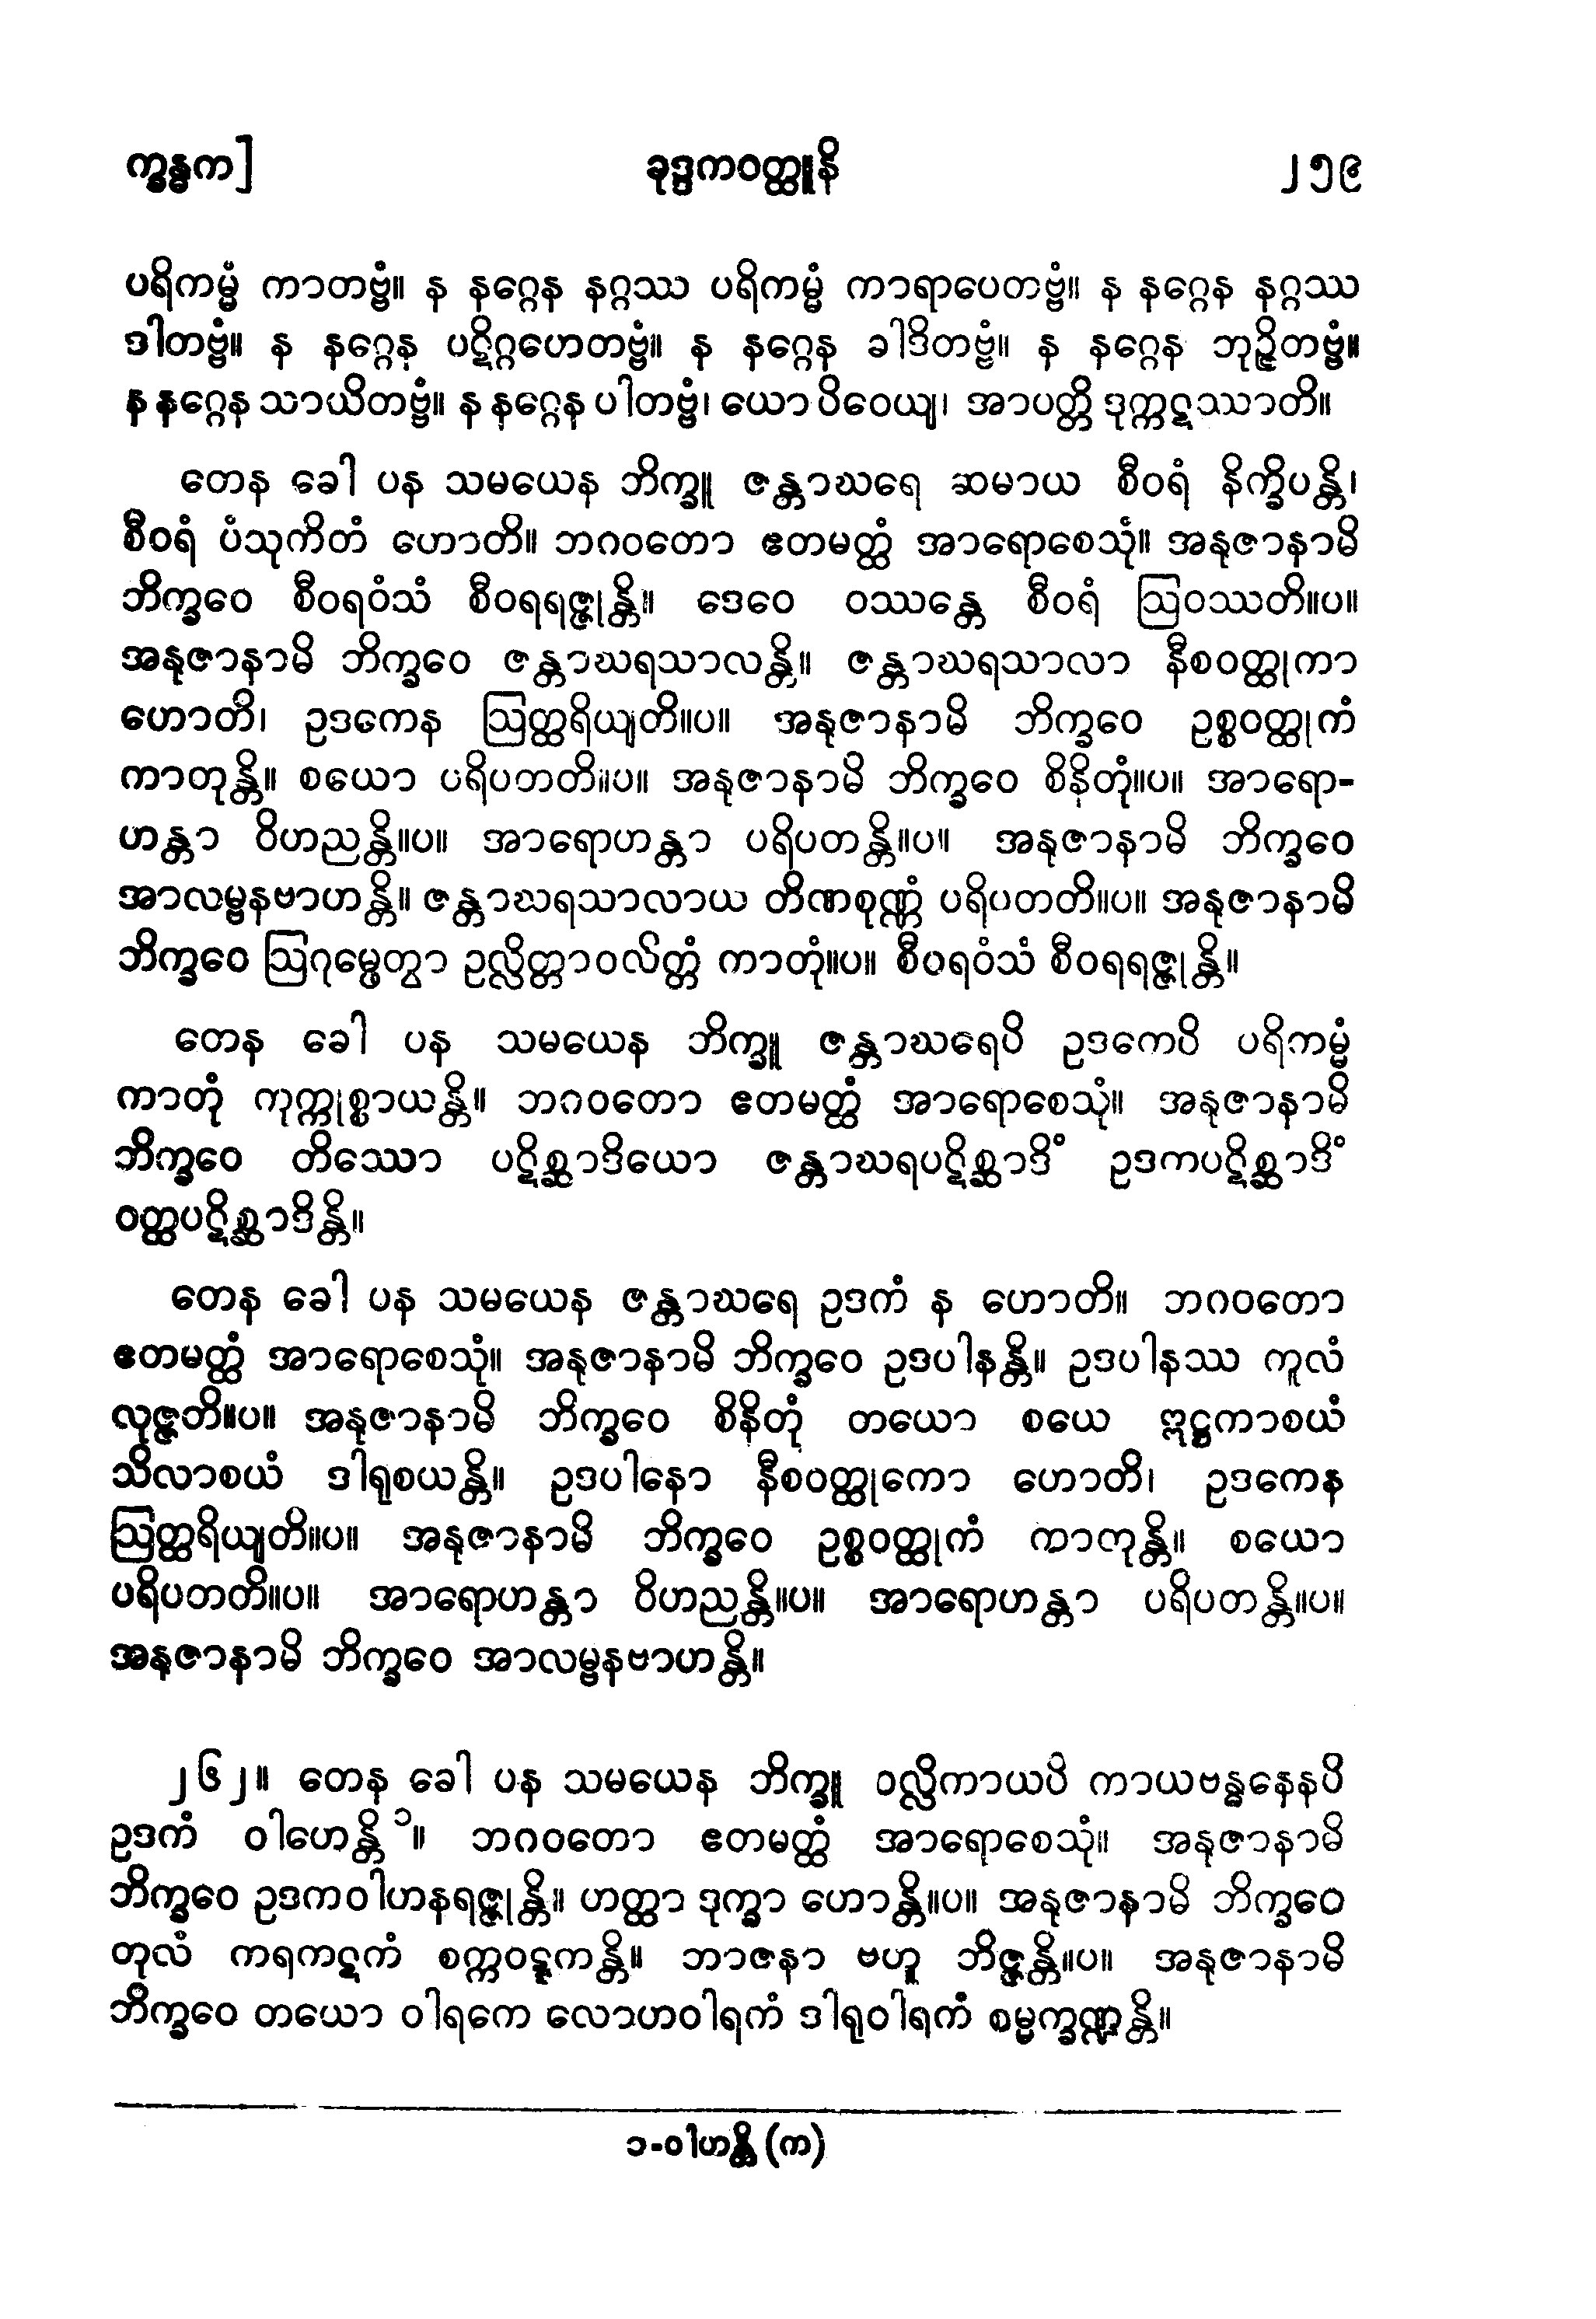 က္ခန္ဓက]
ခုဒ္ဒကဝတ္ထူနိ
၂၅၉
ပရိကမ္မံ ကာတဗ္ဗံ။ န နဂ္ဂေန နဂ္ဂဿ ပရိကမ္မံ ကာရာပေတဗ္ဗံ။ န နဂ္ဂေန နဂ္ဂဿ
ဒါတဗ္ဗံ။ န နဂ္ဂေန ပဋိဂ္ဂဟေတဗ္ဗံ။ န နဂ္ဂေန ခါဒိတဗ္ဗံ။ န နဂ္ဂေန ဘုဉ္ဇိတဗ္ဗံ။
န နဂ္ဂေန သာယိတဗ္ဗံ။ န နဂ္ဂေန ပါတဗ္ဗံ၊ ယော ပိဝေယျ၊ အာပတ္တိ ဒုက္ကဋဿာတိ။
တေန ခေါ ပန သမယေန ဘိက္ခူ ဇန္တာဃရေ ဆမာယ စီဝရံ နိက္ခိပန္တိ၊
စီဝရံ ပံသုကိတံ ဟောတိ။ ဘဂဝတော ဧတမတ္ထံ အာရောစေသုံ။ အနုဇာနာမိ
ဘိက္ခဝေ စီဝရဝံသံ စီဝရရဇ္ဇုန္တိ။ ဒေဝေ ဝဿန္တေ စီဝရံ ဩဝဿတိ။ပ။
အနုဇာနာမိ ဘိက္ခဝေ ဇန္တာဃရသာလန္တိ။ ဇန္တာဃရသာလာ နီစဝတ္ထုကာ
ဟောတိ၊ ဥဒကေန ဩတ္ထရိယျတိ။ပ။ အနုဇာနာမိ ဘိက္ခဝေ ဥစ္စဝတ္ထုကံ
ကာတုန္တိ။ စယော ပရိပတတိ။ပ။ အနုဇာနာမိ ဘိက္ခဝေ စိနိတုံ။ပ။ အာရော-
ဟန္တာ ဝိဟညန္တိ။ပ။ အာရောဟန္တာ ပရိပတန္တိ။ပ။ အနုဇာနာမိ ဘိက္ခဝေ
အာလမ္ဗနဗာဟန္တိ။ ဇန္တာဃရသာလာယ တိဏစုဏ္ဏံ ပရိပတတိ။ပ။ အနုဇာနာမိ
ဘိက္ခဝေ ဩဂုမ္ဖေတွာ ဥလ္လိတ္တာဝလိတ္တံ ကာတုံ။ပ။ စီဝရဝံသံ စီဝရရဇ္ဇုန္တိ။
တေန ခေါ ပန သမယေန ဘိက္ခူ ဇန္တာဃရေပိ ဥဒကေပိ ပရိကမ္မံ
ကာတုံ ကုက္ကုစ္စာယန္တိ။ ဘဂဝတော ဧတမတ္ထံ အာရောစေသုံ။ အနုဇာနာမိ
ဘိက္ခဝေ တိဿော ပဋိစ္ဆာဒိယော ဇန္တာဃရပဋိစ္ဆာဒိံ ဥဒကပဋိစ္ဆာဒိံ
ဝတ္ထပဋိစ္ဆာဒိန္တိ။
တေန ခေါ ပန သမယေန ဇန္တာဃရေ ဥဒကံ န ဟောတိ။ ဘဂဝတော
ဧတမတ္ထံ အာရောစေသုံ။ အနုဇာနာမိ ဘိက္ခဝေ ဥဒပါနန္တိ။ ဥဒပါနဿ ကူလံ
လုဇ္ဇတိ။ပ။ အနုဇာနာမိ ဘိက္ခဝေ စိနိတုံ တယော စယေ ဣဋ္ဌကာစယံ
သိလာစယံ ဒါရုစယန္တိ။ ဥဒပါနော နီစဝတ္ထုကော ဟောတိ၊ ဥဒကေန
ဩတ္ထရိယျတိ။ပ။ အနုဇာနာမိ ဘိက္ခဝေ ဥစ္စဝတ္ထုကံ ကာတုန္တိ။ စယော
ပရိပတတိ။ပ။ အာရောဟန္တာ ဝိဟညန္တိ။ပ။ အာရောဟန္တာ ပရိပတန္တိ။ပ။
အနုဇာနာမိ ဘိက္ခဝေ အာလမ္ဗနဗာဟန္တိ။
၂၆၂။ တေန ခေါ ပန သမယေန ဘိက္ခူ ဝလ္လိကာယပိ ကာယဗန္ဓနေနပိ
ဥဒကံ ဝါဟေန္တိ ၁။ ဘဂဝတော ဧတမတ္ထံ အာရောစေသုံ။ အနုဇာနာမိ
ဘိက္ခဝေ ဥဒကဝါဟနရဇ္ဇုန္တိ။ ဟတ္ထာ ဒုက္ခာ ဟောန္တိ။ပ။ အနုဇာနာမိ ဘိက္ခဝေ
တုလံ ကရကဋကံ စက္ကဝဋ္ဋကန္တိ။ ဘာဇနာ ဗဟူ ဘိဇ္ဇန္တိ။ပ။ အနုဇာနာမိ
ဘိက္ခဝေ တယော ဝါရကေ လောဟဝါရကံ ဒါရုဝါရကံ စမ္မက္ခဏ္ဍန္တိ။
၁-ဝါဟန္တိ (က)